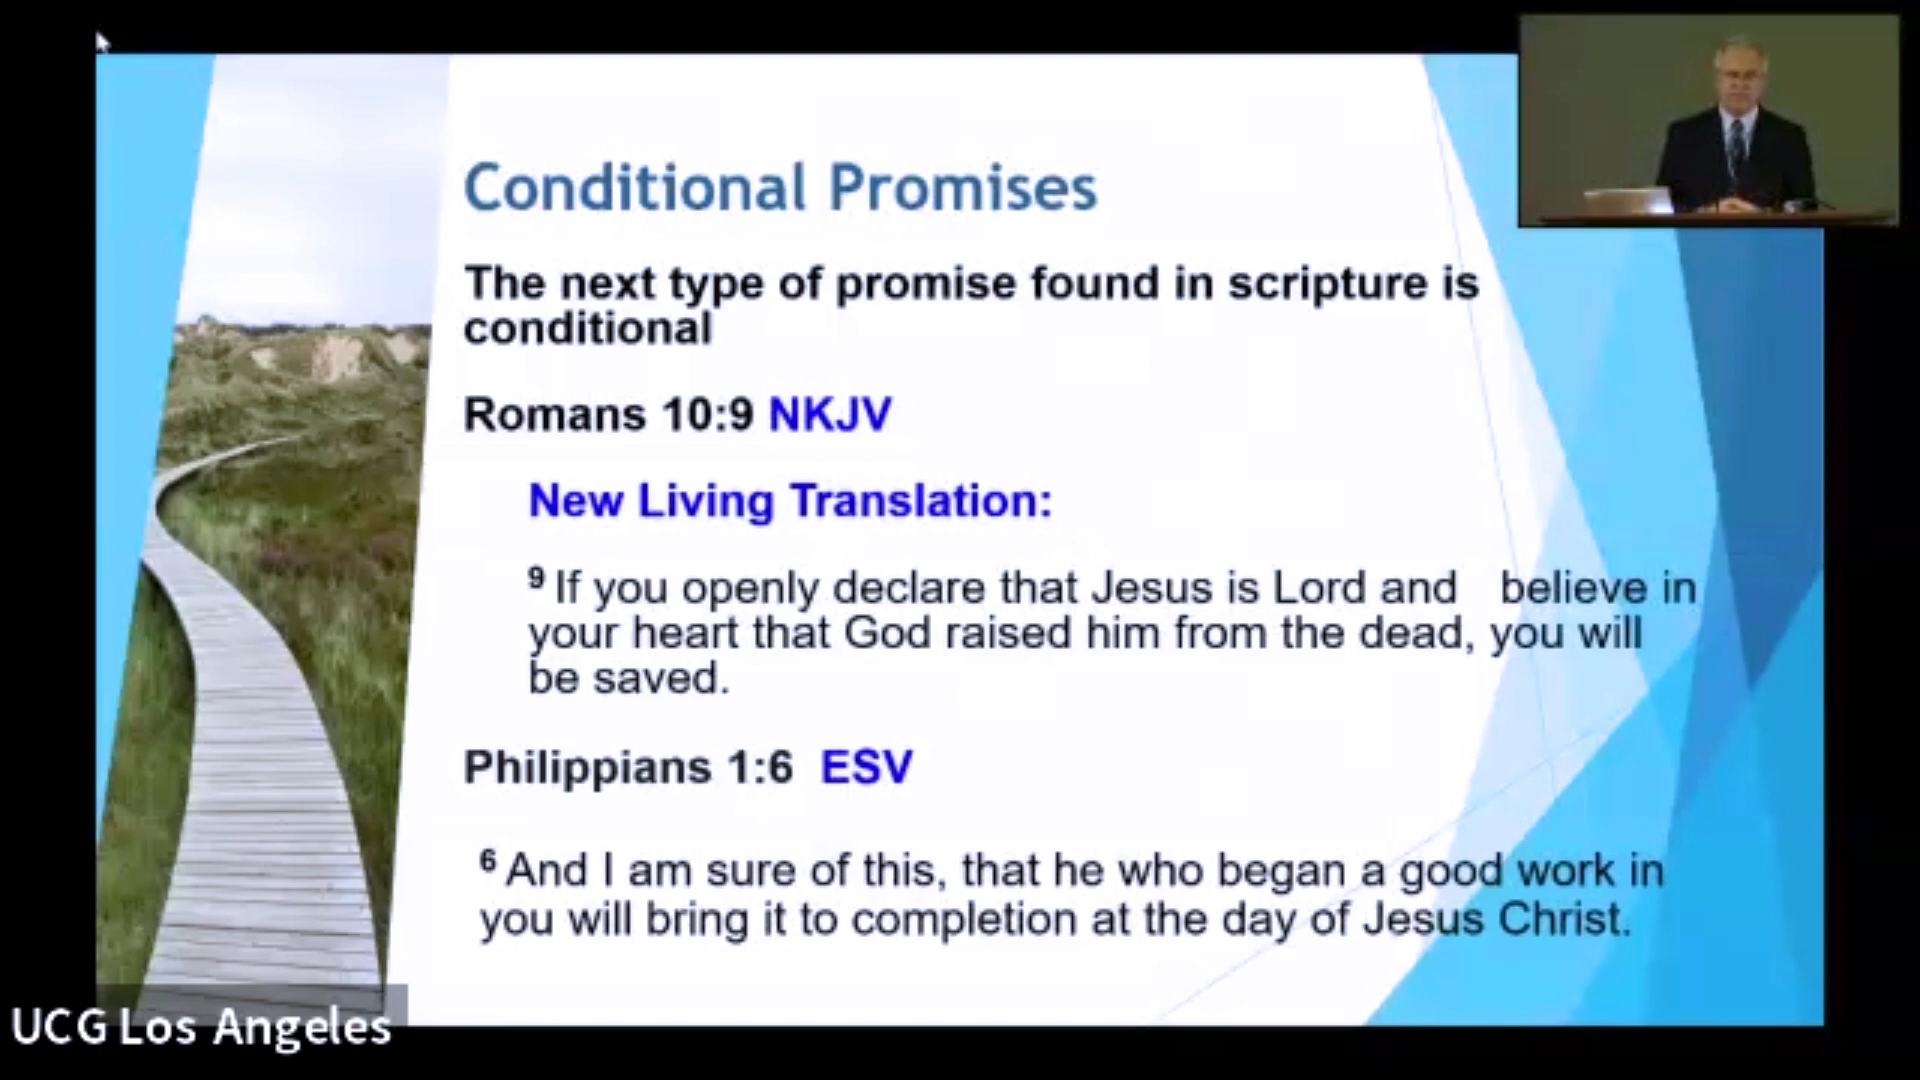 Conditional Promises
The next type of promise found in scripture is
conditional
Romans 10:9 NKJV
New Living Translation:
9 If you openly declare that Jesus is Lord and believe in
your heart that God raised him from the dead, you will
be saved.
Philippians 1:6 ESV
6 And I am sure of this, that he who began a good work in
you will bring it to completion at the day of Jesus Christ.
UCG Los Angeles